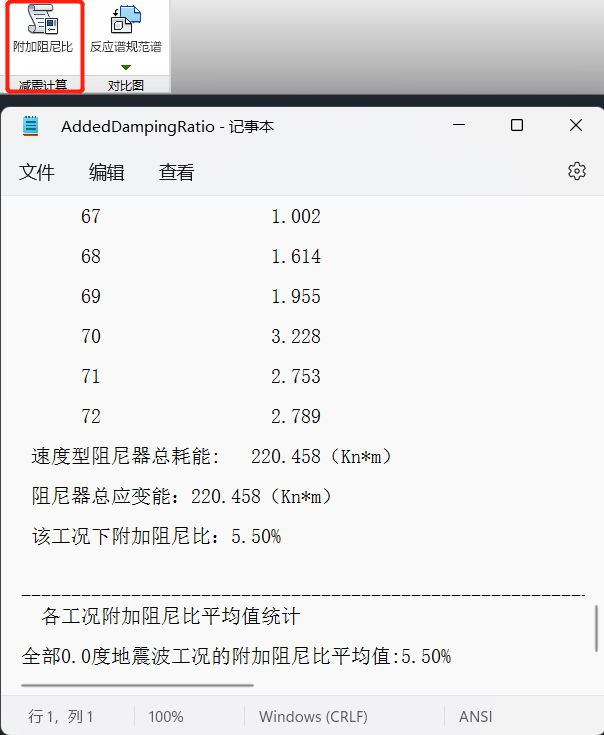 附加阻尼比 反应谱规范谱
减震计算 对比图
AddedDampingRatio - 记事本
文件 编辑 查看
67 1.002
68 1.614
69 1.955
70 3.228
71 2.753
72 2.789
速度型阻尼器总耗能: 220.458（Kn*m）
阻尼器总应变能：220.458（Kn*m）
该工况下附加阻尼比：5.50%
各工况附加阻尼比平均值统计
全部0.0度地震波工况的附加阻尼比平均值:5.50%
行 1，列 1 100% Windows (CRLF) ANSI